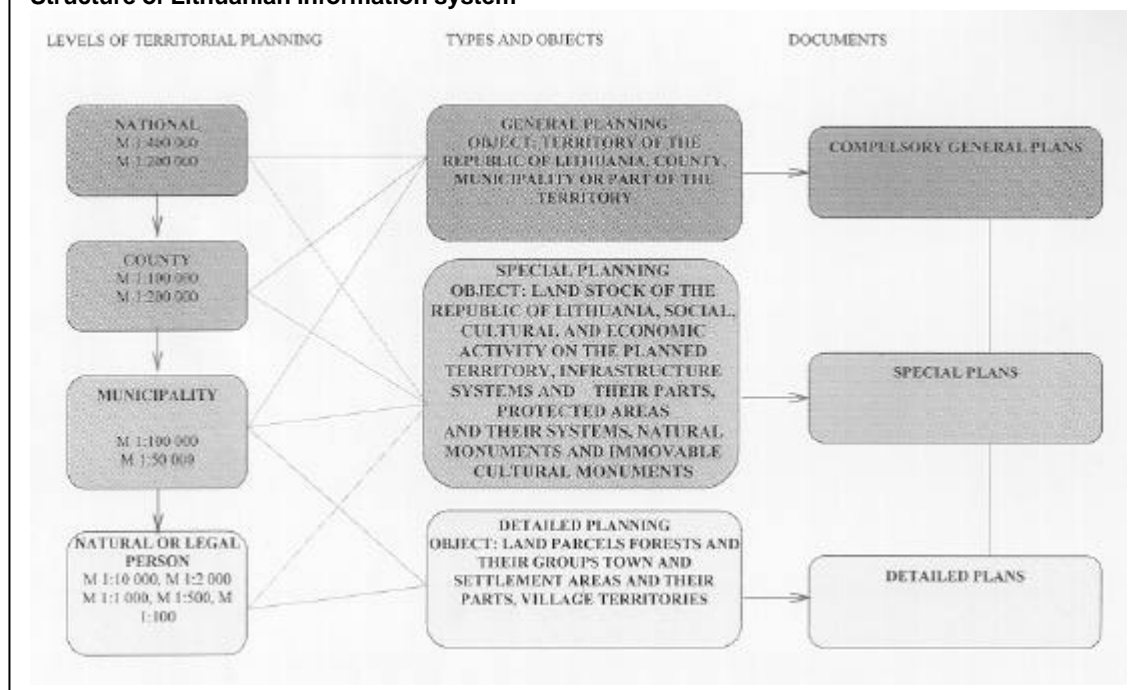 Structure of Lithuanian information system
LEVELS OF TERRITORIAL PLANNING
TYPES AND OBJECTS
DOCUMENTS
NATIONAL
M 1:400 000
M 1:200 000
COUNTY
M 1:100 000
M 1:200 000
MUNICIPALITY
M 1:100 000
M 1:50 000
NATURAL OR LEGAL
PERSON
M 1:10 000, M 1:2 000
M 1:1 000, M 1:500, M
1:100
GENERAL PLANNING
OBJECT: TERRITORY OF THE
REPUBLIC OF LITHUANIA, COUNTY,
MUNICIPALITY OR PART OF THE
TERRITORY
SPECIAL PLANNING
OBJECT: LAND STOCK OF THE
REPUBLIC OF LITHUANIA, SOCIAL,
CULTURAL AND ECONOMIC
ACTIVITY ON THE PLANNED
TERRITORY, INFRASTRUCTURE
SYSTEMS AND THEIR PARTS,
PROTECTED AREAS
AND THEIR SYSTEMS, NATURAL
MONUMENTS AND IMMOVABLE
CULTURAL MONUMENTS
DETAILED PLANNING
OBJECT: LAND PARCELS FORESTS AND
THEIR GROUPS TOWN AND
SETTLEMENT AREAS AND THEIR
PARTS, VILLAGE TERRITORIES
COMPULSORY GENERAL PLANS
SPECIAL PLANS
DETAILED PLANS